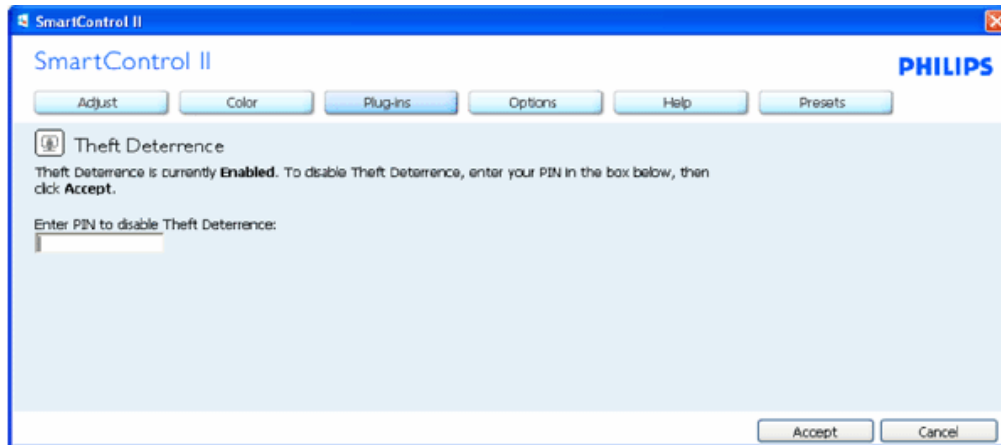 SmartControl II
SmartControl II
PHILIPS
Adjust Color Plug-ins Options Help Presets
Theft Deterrence
Theft Deterrence is currently Enabled. To disable Theft Deterrence, enter your PIN in the box below, then
click Accept.
Enter PIN to disable Theft Deterrence:
Accept Cancel